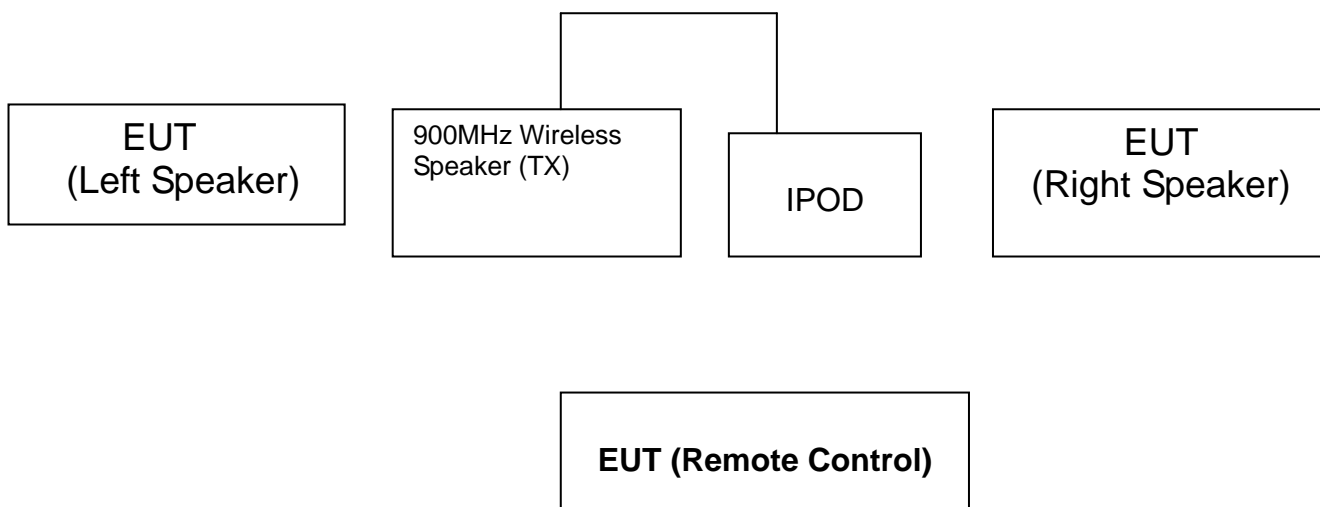 EUT
(Left Speaker)
900MHz Wireless
Speaker (TX)
IPOD
EUT
(Right Speaker)
EUT (Remote Control)